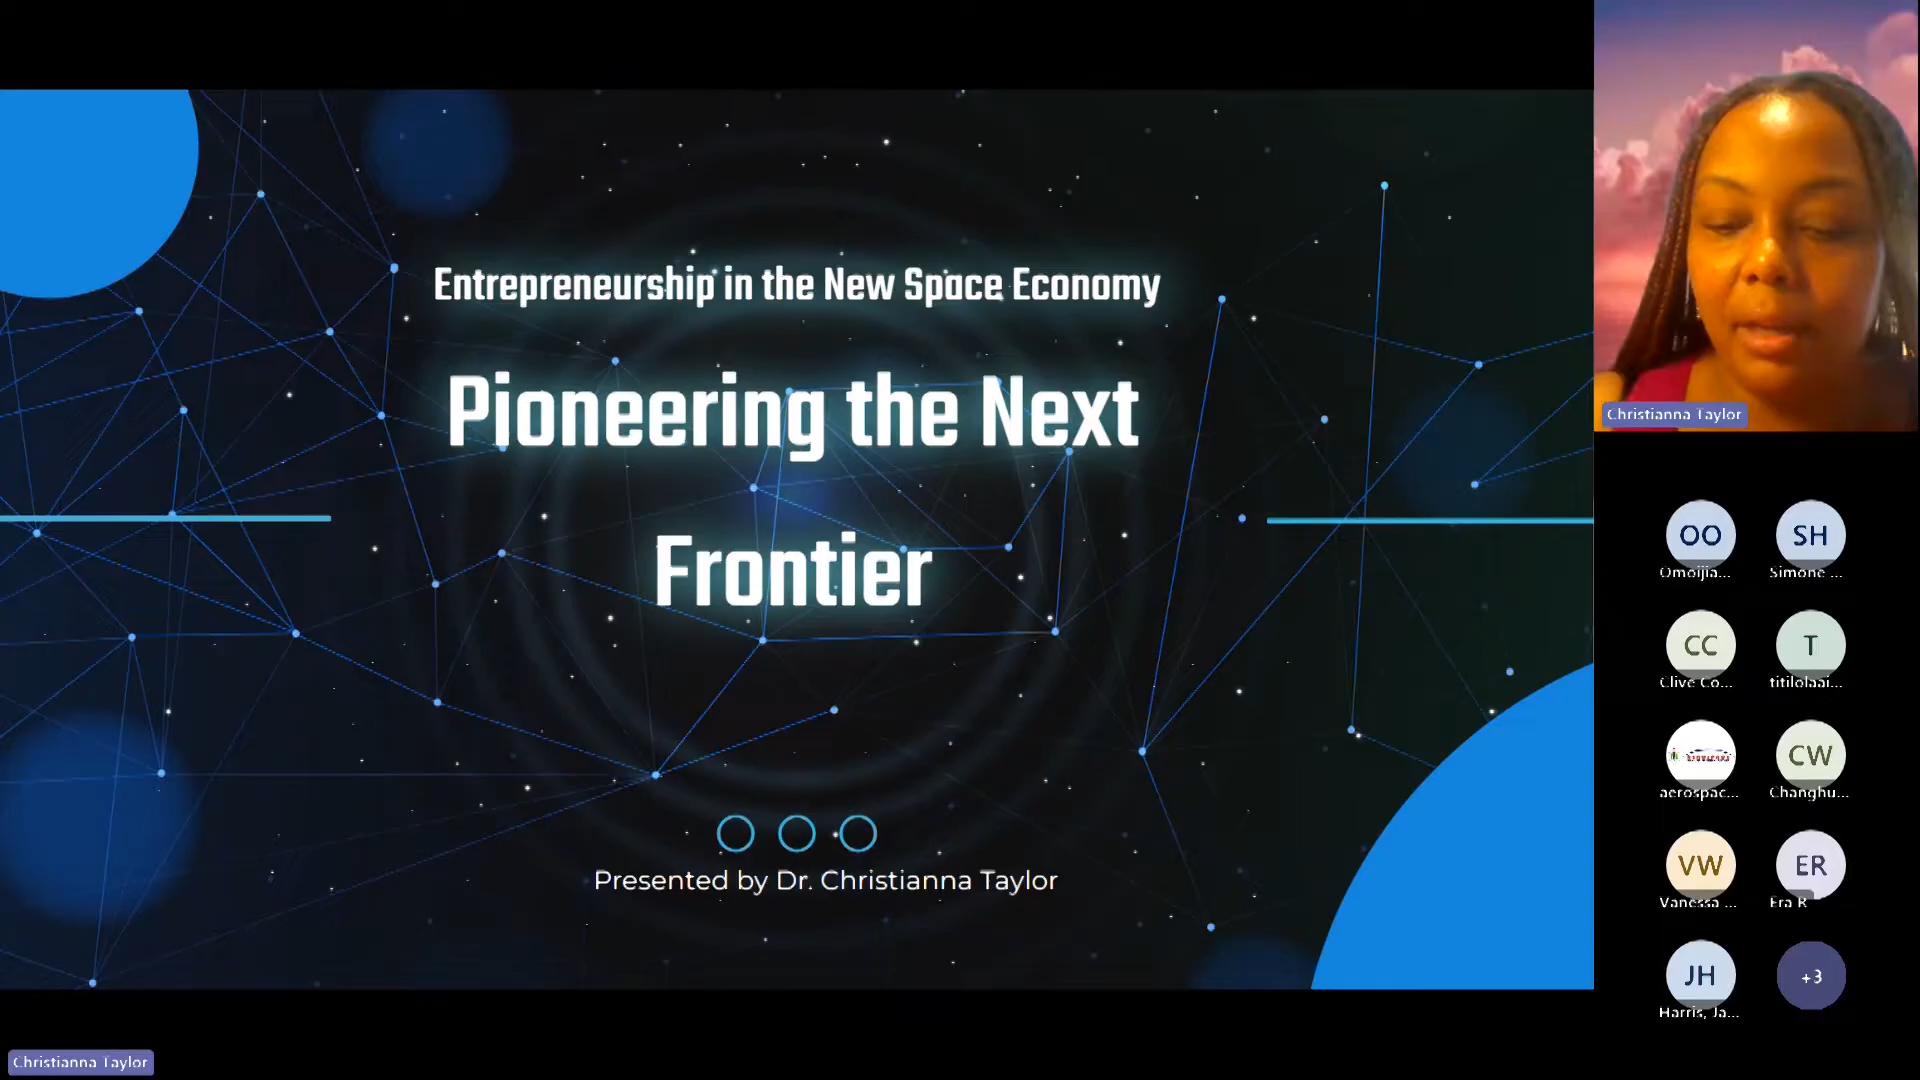 Entrepreneurship in the New Space Economy
Pioneering the Next
Frontier
Presented by Dr. Christianna Taylor
Christianna Taylor
Christianna Taylor
OO
Omojia...
SH
Simone ...
CC
Clive Co...
T
titilolaai...
aerospac...
CW
Changhu...
VW
Vanessa ...
ER
Era R
JH
Harris, Ja...
+3